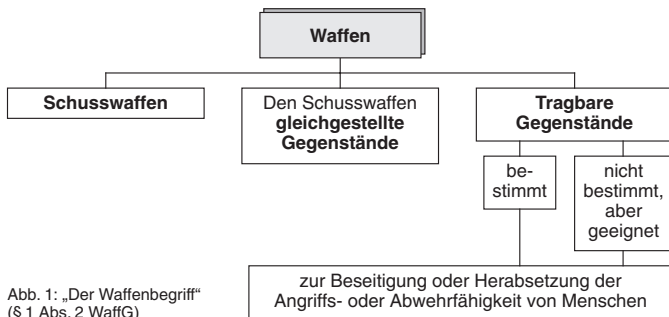 Waffen
Schusswaffen
Den Schusswaffen
gleichgestellte
Gegenstände
Tragbare
Gegenstände
be-
stimmt
nicht
bestimmt,
aber
geeignet
zur Beseitigung oder Herabsetzung der
Angriffs- oder Abwehrfähigkeit von Menschen
Abb. 1: „Der Waffenbegriff“
(§ 1 Abs. 2 WaffG)